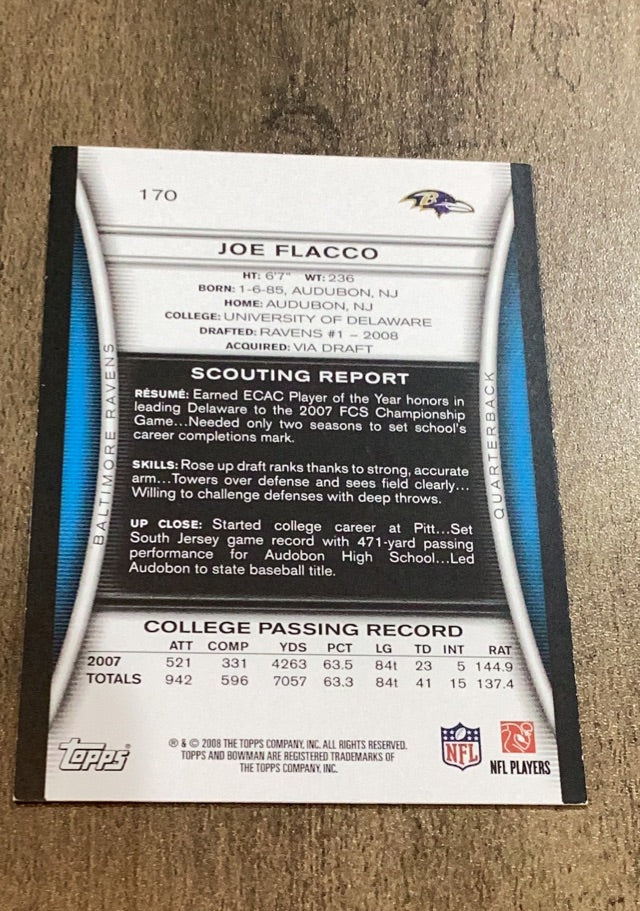 170
B
JOE FLACCO
HT: 6'7" WT: 236
BORN: 1-6-85, AUDUBON, NJ
HOME: AUDUBON, NJ
COLLEGE: UNIVERSITY OF DELAWARE
DRAFTED: RAVENS #1 – 2008
ACQUIRED: VIA DRAFT
BALTIMORE RAVENS
QUARTERBACK
SCOUTING REPORT
RÉSUMÉ: Earned ECAC Player of the Year honors in
leading Delaware to the 2007 FCS Championship
Game...Needed only two seasons to set school's
career completions mark.
SKILLS: Rose up draft ranks thanks to strong, accurate
arm...Towers over defense and sees field clearly...
Willing to challenge defenses with deep throws.
UP CLOSE: Started college career at Pitt...Set
South Jersey game record with 471-yard passing
performance for Audobon High School...Led
Audobon to state baseball title.
COLLEGE PASSING RECORD
ATT COMP YDS PCT LG TD INT RAT
2007 521 331 4263 63.5 84t 23 5 144.9
TOTALS 942 596 7057 63.3 84t 41 15 137.4
topps®
® & © 2008 THE TOPPS COMPANY, INC. ALL RIGHTS RESERVED.
TOPPS AND BOWMAN ARE REGISTERED TRADEMARKS OF
THE TOPPS COMPANY, INC.
NFL
NFL PLAYERS